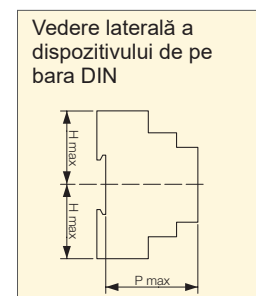 Vedere laterală a
dispozitivului de pe
bara DIN
H max
H max
P max